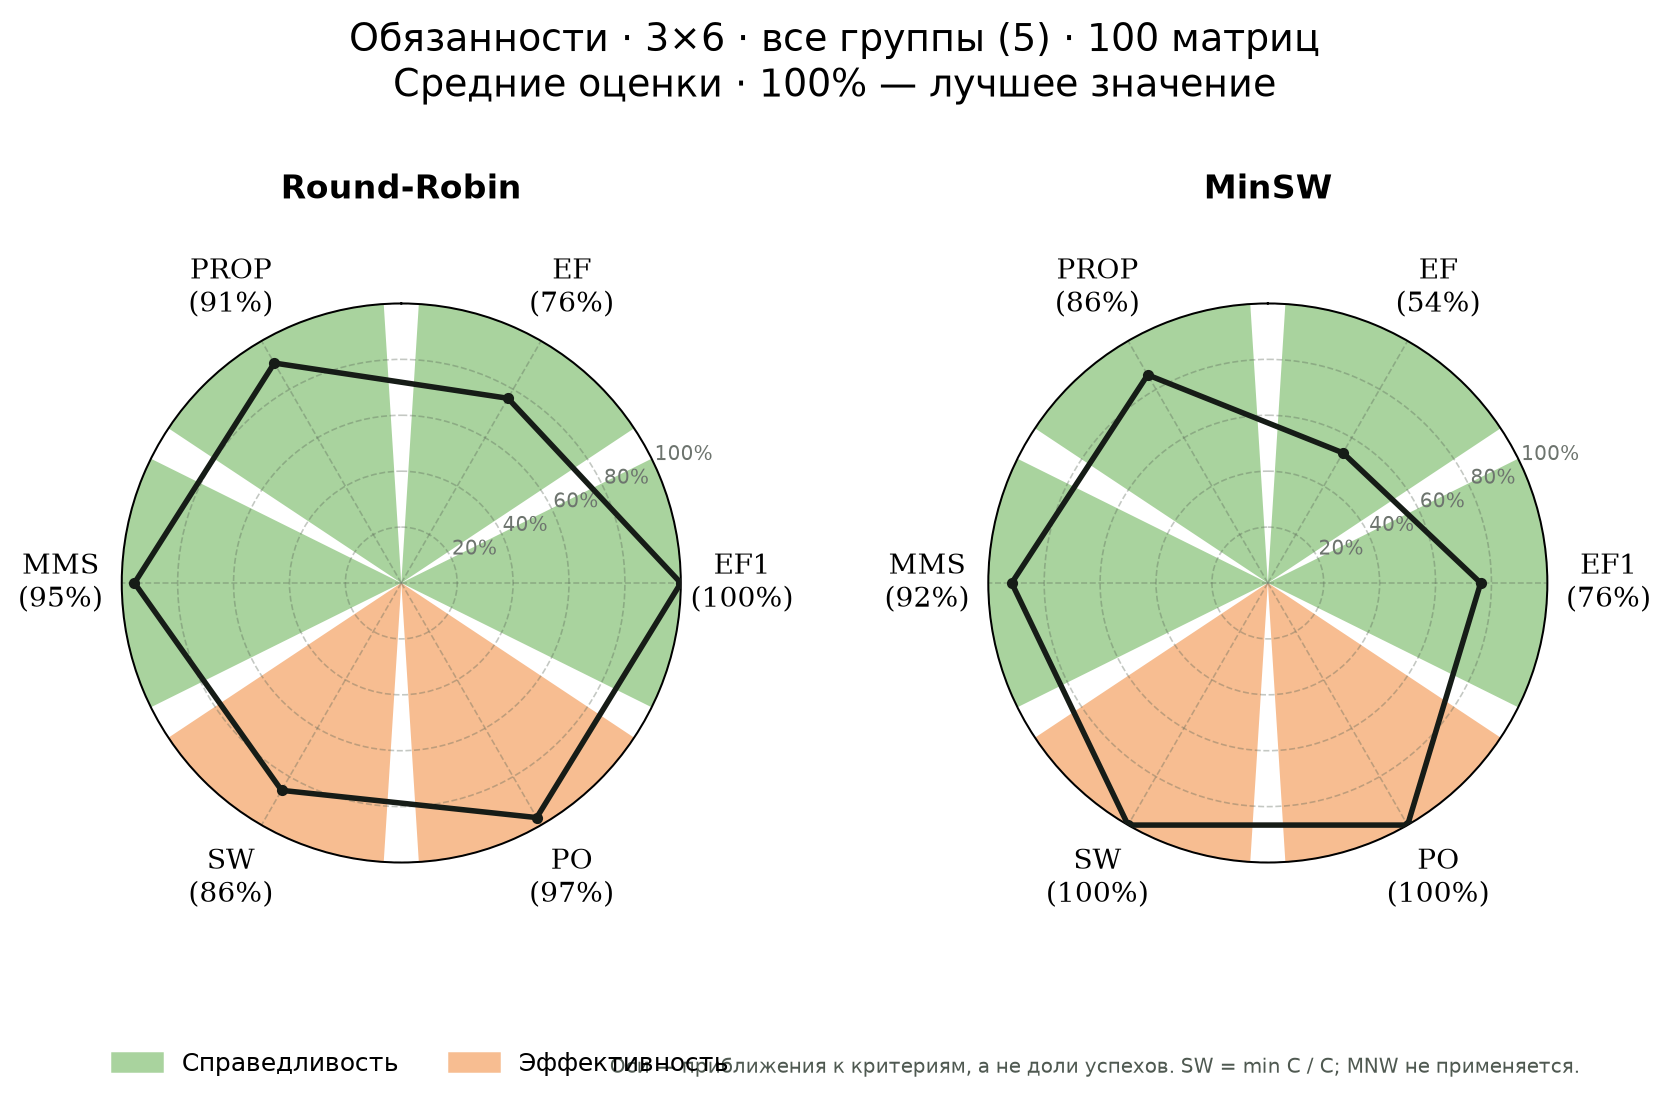 Обязанности · 3×6 · все группы (5) · 100 матриц
Средние оценки · 100% — лучшее значение
Round-Robin
PROP
(91%)
EF
(76%)
100%
80%
60%
40%
20%
MMS
(95%)
EF1
(100%)
SW
(86%)
PO
(97%)
MinSW
PROP
(86%)
EF
(54%)
100%
80%
60%
40%
20%
MMS
(92%)
EF1
(76%)
SW
(100%)
PO
(100%)
Справедливость
Эффективность
Оси — приближения к критериям, а не доли успехов. SW = min C / C; MNW не применяется.